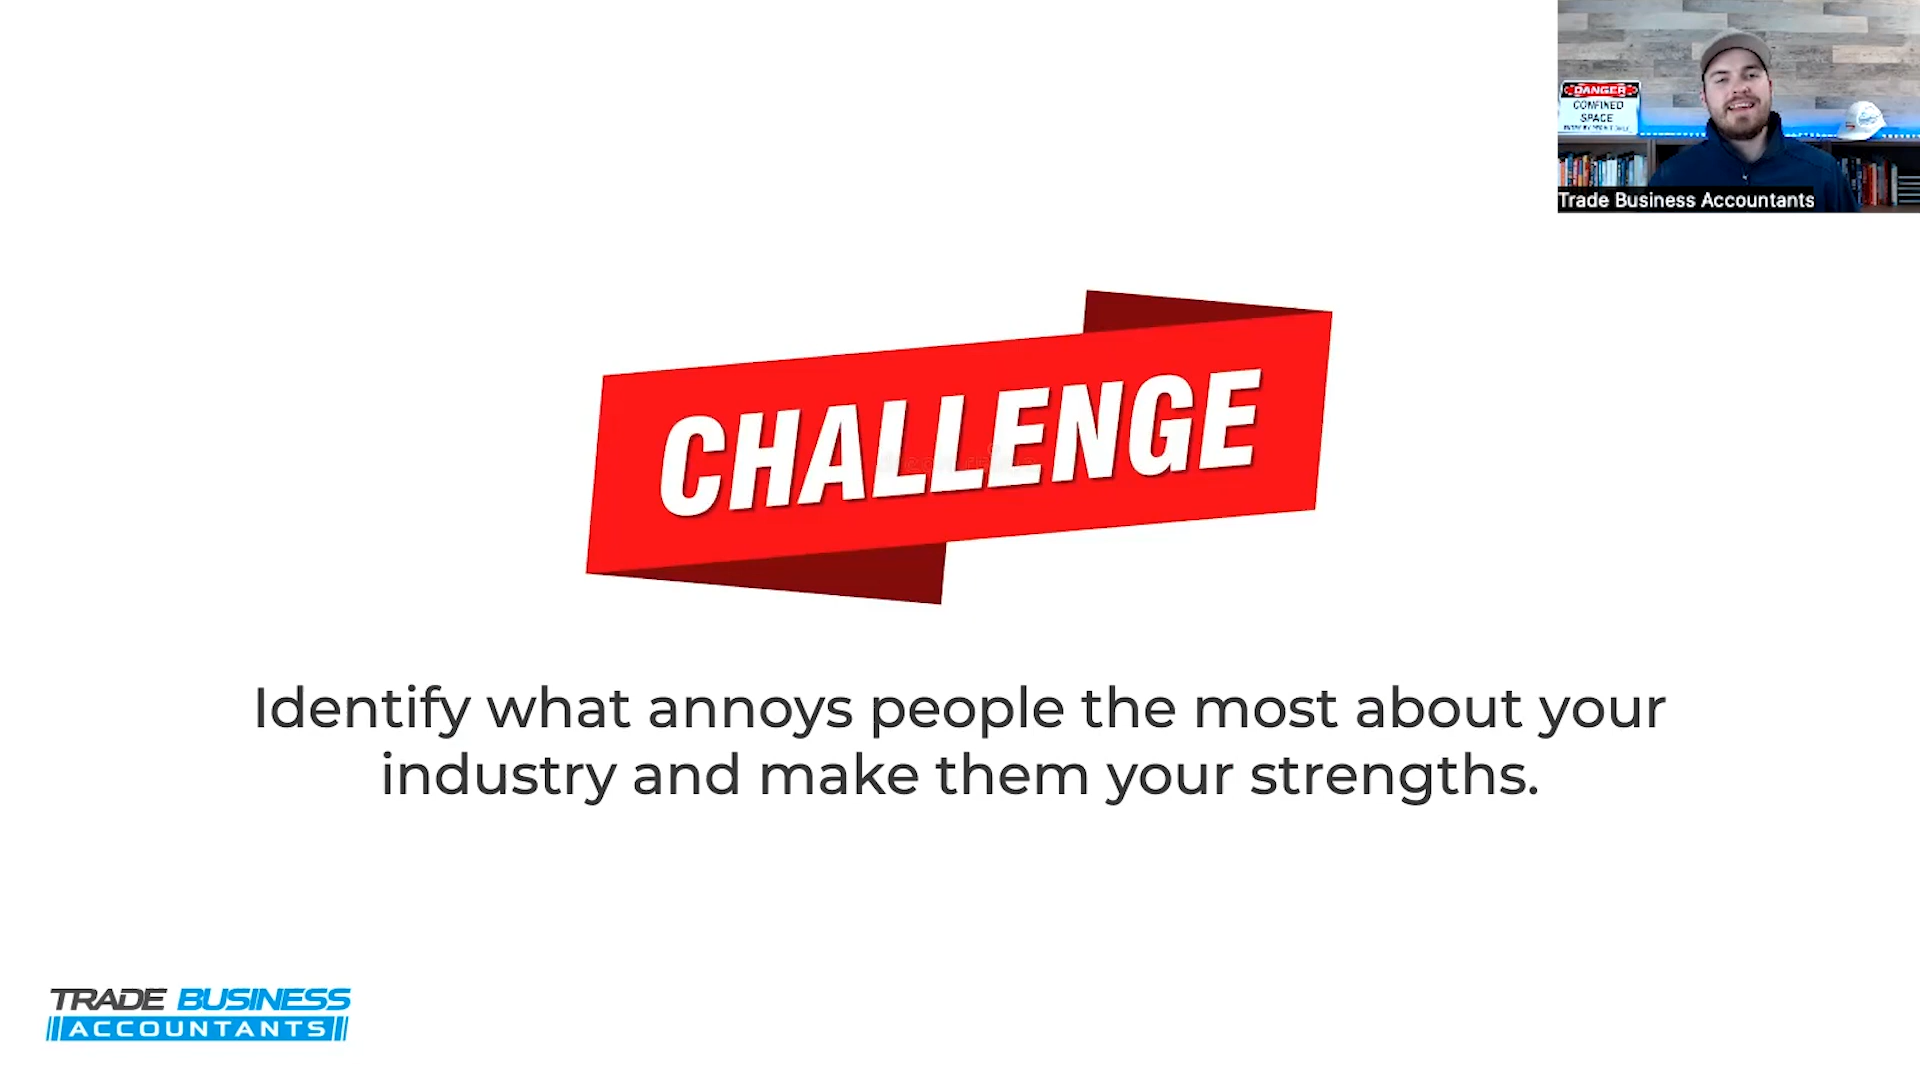 DANGER
CONFINED
SPACE
Trade Business Accountants
CHALLENGE
Identify what annoys people the most about your
industry and make them your strengths.
TRADE BUSINESS
ACCOUNTANTS